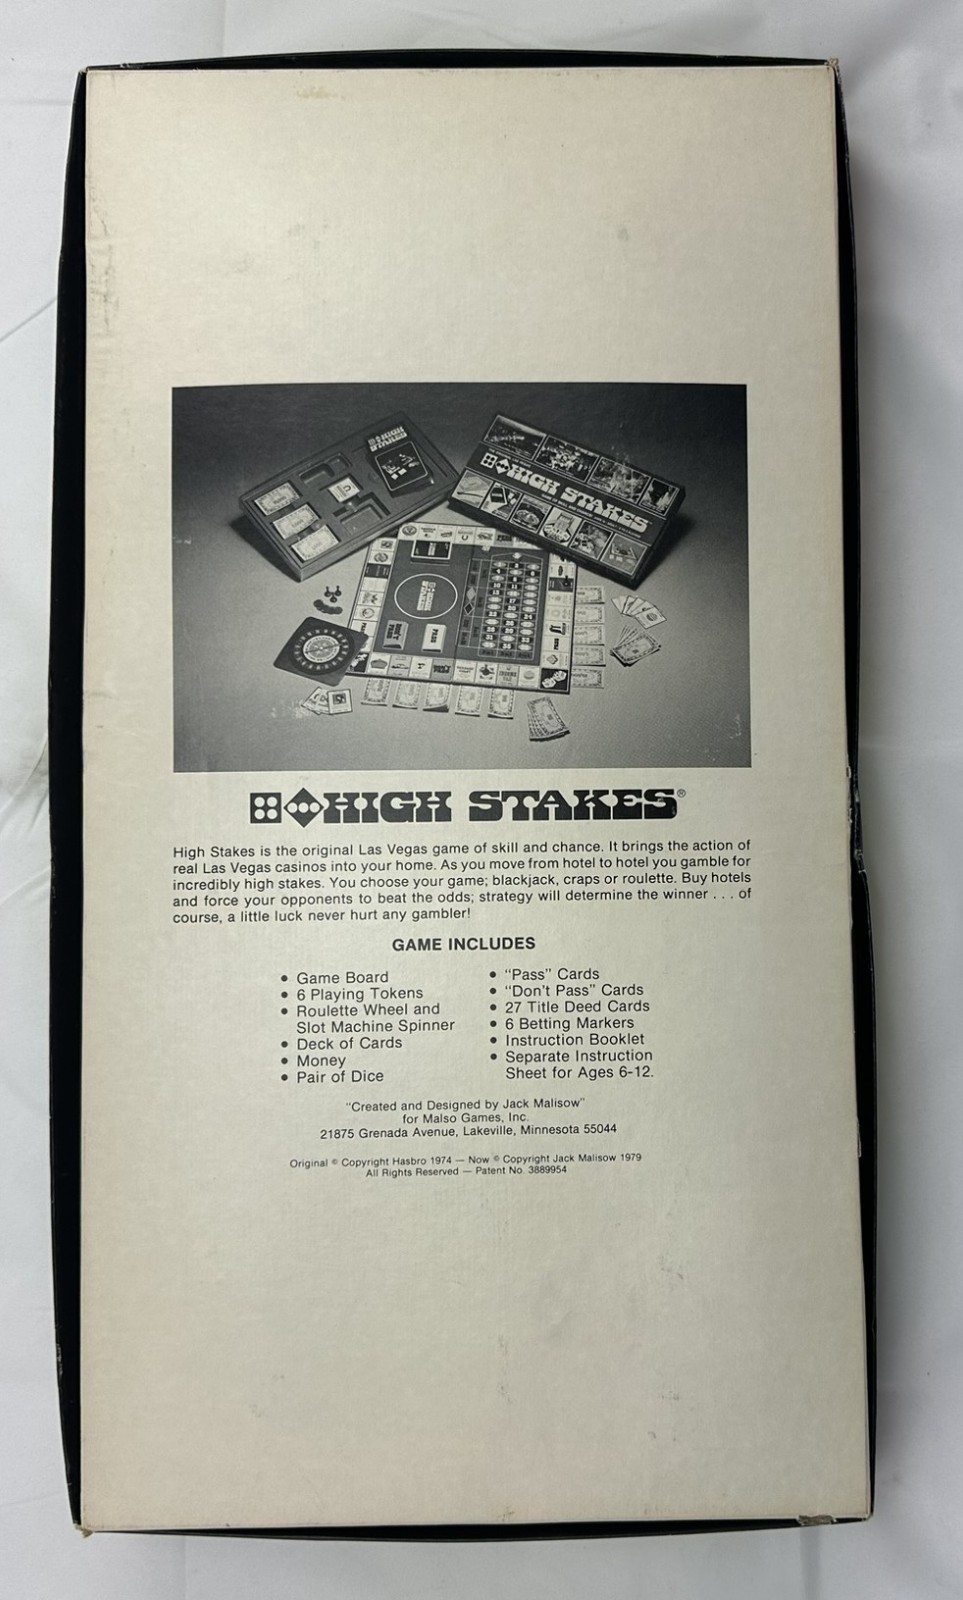 HIGH STAKES
HIGH STAKES
PASS
DON'T PASS
HIGH STAKES®
High Stakes is the original Las Vegas game of skill and chance. It brings the action of
real Las Vegas casinos into your home. As you move from hotel to hotel you gamble for
incredibly high stakes. You choose your game; blackjack, craps or roulette. Buy hotels
and force your opponents to beat the odds; strategy will determine the winner . . . of
course, a little luck never hurt any gambler!
GAME INCLUDES
• Game Board
• 6 Playing Tokens
• Roulette Wheel and
Slot Machine Spinner
• Deck of Cards
• Money
• Pair of Dice
• "Pass" Cards
• "Don't Pass" Cards
• 27 Title Deed Cards
• 6 Betting Markers
• Instruction Booklet
• Separate Instruction
Sheet for Ages 6-12.
"Created and Designed by Jack Malisow"
for Malso Games, Inc.
21875 Grenada Avenue, Lakeville, Minnesota 55044
Original © Copyright Hasbro 1974 — Now © Copyright Jack Malisow 1979
All Rights Reserved — Patent No. 3889954